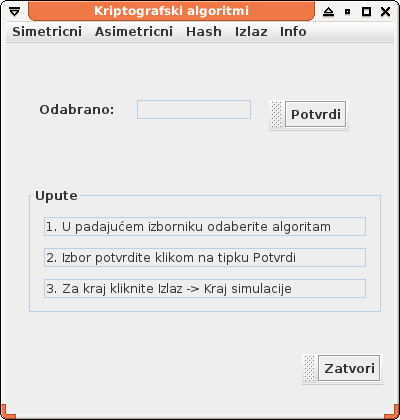 Kriptografski algoritmi
Simetricni Asimetricni Hash Izlaz Info
Odabrano: Potvrdi
Upute
1. U padajućem izborniku odaberite algoritam
2. Izbor potvrdite klikom na tipku Potvrdi
3. Za kraj kliknite Izlaz -> Kraj simulacije
Zatvori